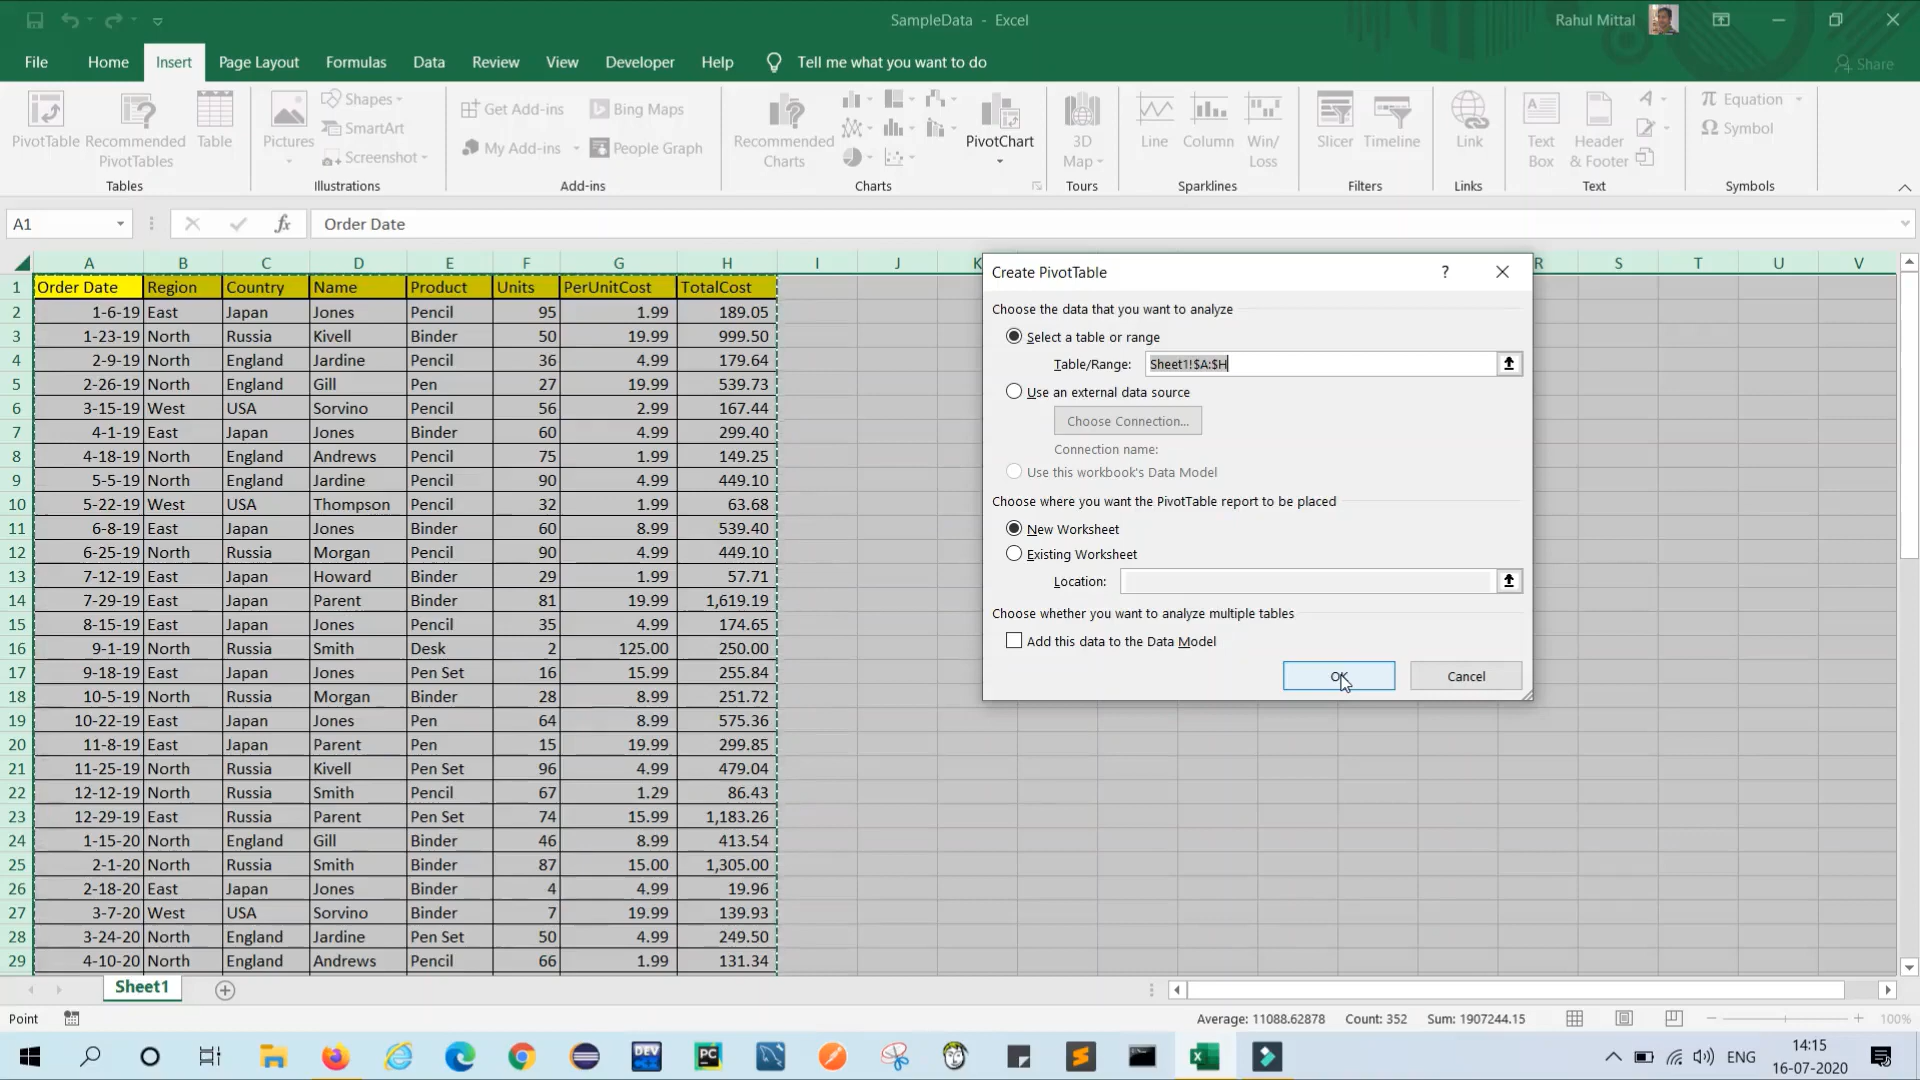 SampleData - Excel
Rahul Mittal
File Home Insert Page Layout Formulas Data Review View Developer Help Tell me what you want to do
Share
PivotTable Recommended PivotTables Table
Tables
Pictures Shapes SmartArt Screenshot
Illustrations
Get Add-ins My Add-ins Bing Maps People Graph
Add-ins
Recommended Charts PivotChart
Charts
3D Map
Tours
Line Column Win/Loss
Sparklines
Slicer Timeline
Filters
Link
Links
Text Box Header & Footer
Text
Equation
Symbol
Symbols
A1 fx Order Date
A B C D E F G H I J K R S T U V
1 Order Date Region Country Name Product Units PerUnitCost TotalCost
2 1-6-19 East Japan Jones Pencil 95 1.99 189.05
3 1-23-19 North Russia Kivell Binder 50 19.99 999.50
4 2-9-19 North England Jardine Pencil 36 4.99 179.64
5 2-26-19 North England Gill Pen 27 19.99 539.73
6 3-15-19 West USA Sorvino Pencil 56 2.99 167.44
7 4-1-19 East Japan Jones Binder 60 4.99 299.40
8 4-18-19 North England Andrews Pencil 75 1.99 149.25
9 5-5-19 North England Jardine Pencil 90 4.99 449.10
10 5-22-19 West USA Thompson Pencil 32 1.99 63.68
11 6-8-19 East Japan Jones Binder 60 8.99 539.40
12 6-25-19 North Russia Morgan Pencil 90 4.99 449.10
13 7-12-19 East Japan Howard Binder 29 1.99 57.71
14 7-29-19 East Japan Parent Binder 81 19.99 1,619.19
15 8-15-19 East Japan Jones Pencil 35 4.99 174.65
16 9-1-19 North Russia Smith Desk 2 125.00 250.00
17 9-18-19 East Japan Jones Pen Set 16 15.99 255.84
18 10-5-19 North Russia Morgan Binder 28 8.99 251.72
19 10-22-19 East Japan Jones Pen 64 8.99 575.36
20 11-8-19 East Japan Parent Pen 15 19.99 299.85
21 11-25-19 North Russia Kivell Pen Set 96 4.99 479.04
22 12-12-19 North Russia Smith Pencil 67 1.29 86.43
23 12-29-19 East Russia Parent Pen Set 74 15.99 1,183.26
24 1-15-20 North England Gill Binder 46 8.99 413.54
25 2-1-20 North Russia Smith Binder 87 15.00 1,305.00
26 2-18-20 East Japan Jones Binder 4 4.99 19.96
27 3-7-20 West USA Sorvino Binder 7 19.99 139.93
28 3-24-20 North England Jardine Pen Set 50 4.99 249.50
29 4-10-20 North England Andrews Pencil 66 1.99 131.34
Create PivotTable ?
Choose the data that you want to analyze
Select a table or range
Table/Range: Sheet1!$A:$H
Use an external data source
Choose Connection...
Connection name:
Use this workbook's Data Model
Choose where you want the PivotTable report to be placed
New Worksheet
Existing Worksheet
Location:
Choose whether you want to analyze multiple tables
Add this data to the Data Model
OK Cancel
Sheet1
Point Average: 11088.62878 Count: 352 Sum: 1907244.15 100%
DEV PC ENG 14:15
16-07-2020